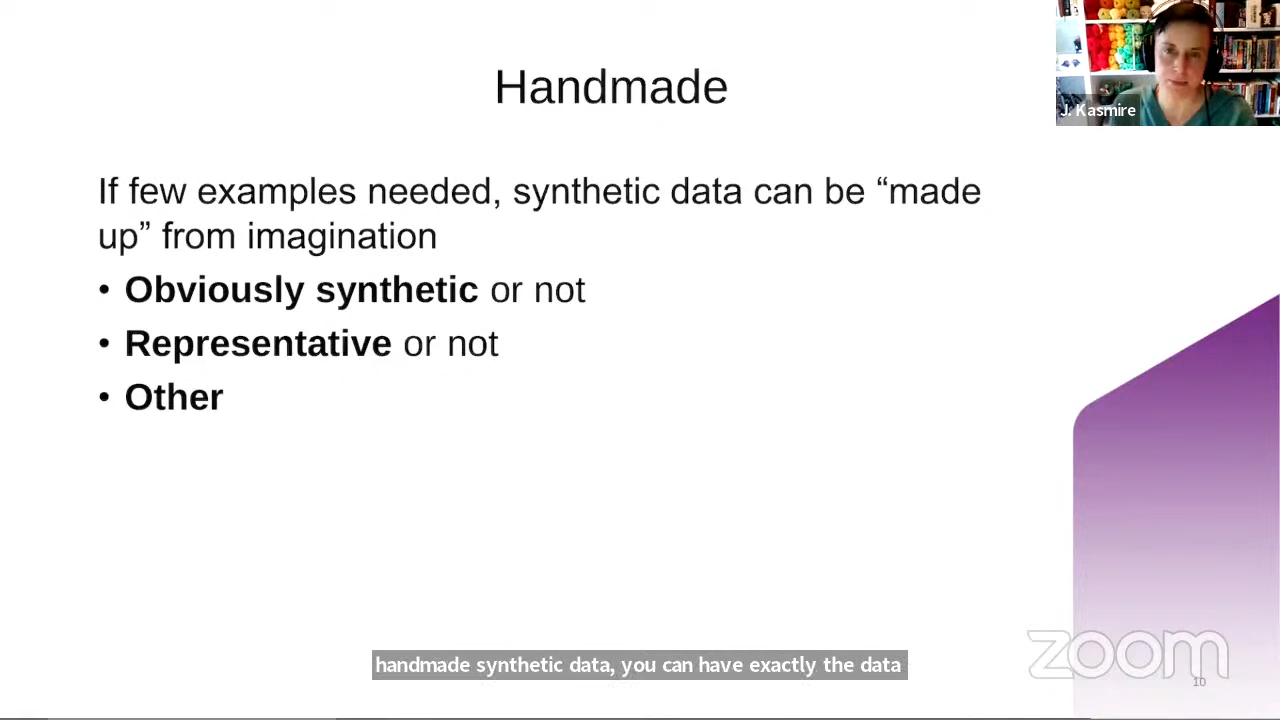 Handmade
J. Kasmire
If few examples needed, synthetic data can be “made
up” from imagination
• Obviously synthetic or not
• Representative or not
• Other
handmade synthetic data, you can have exactly the data
zoom
10